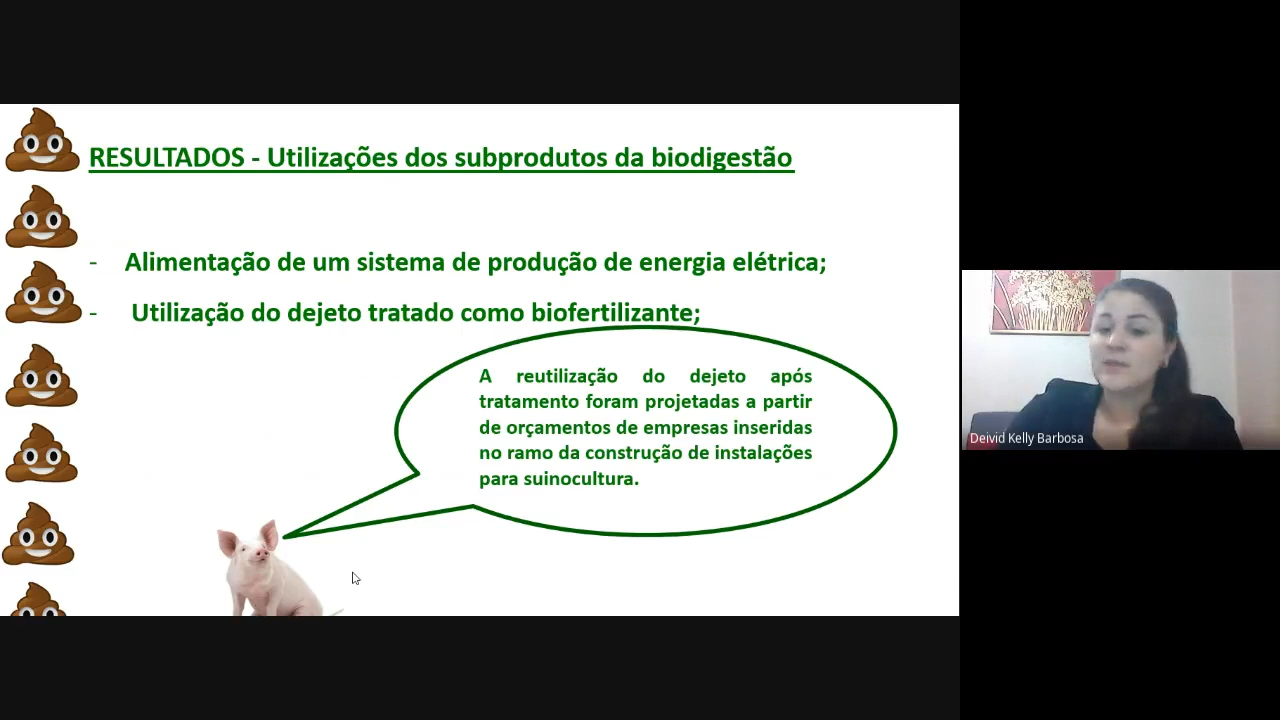 RESULTADOS - Utilizações dos subprodutos da biodigestão
- Alimentação de um sistema de produção de energia elétrica;
- Utilização do dejeto tratado como biofertilizante;
A reutilização do dejeto após
tratamento foram projetadas a partir
de orçamentos de empresas inseridas
no ramo da construção de instalações
para suinocultura.
Deivid Kelly Barbosa